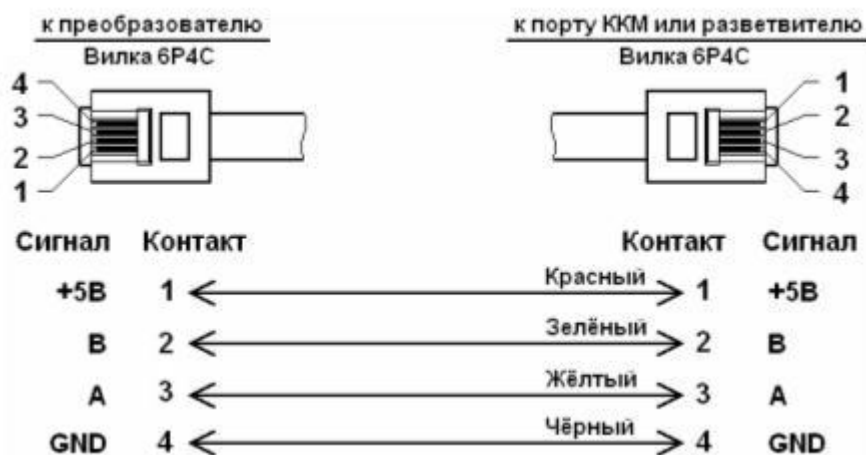 к преобразователю
Вилка 6P4C
к порту ККМ или разветвителю
Вилка 6P4C
4
3
2
1
1
2
3
4
Сигнал Контакт Контакт Сигнал
+5В 1 Красный 1 +5В
В 2 Зелёный 2 В
А 3 Жёлтый 3 А
GND 4 Чёрный 4 GND